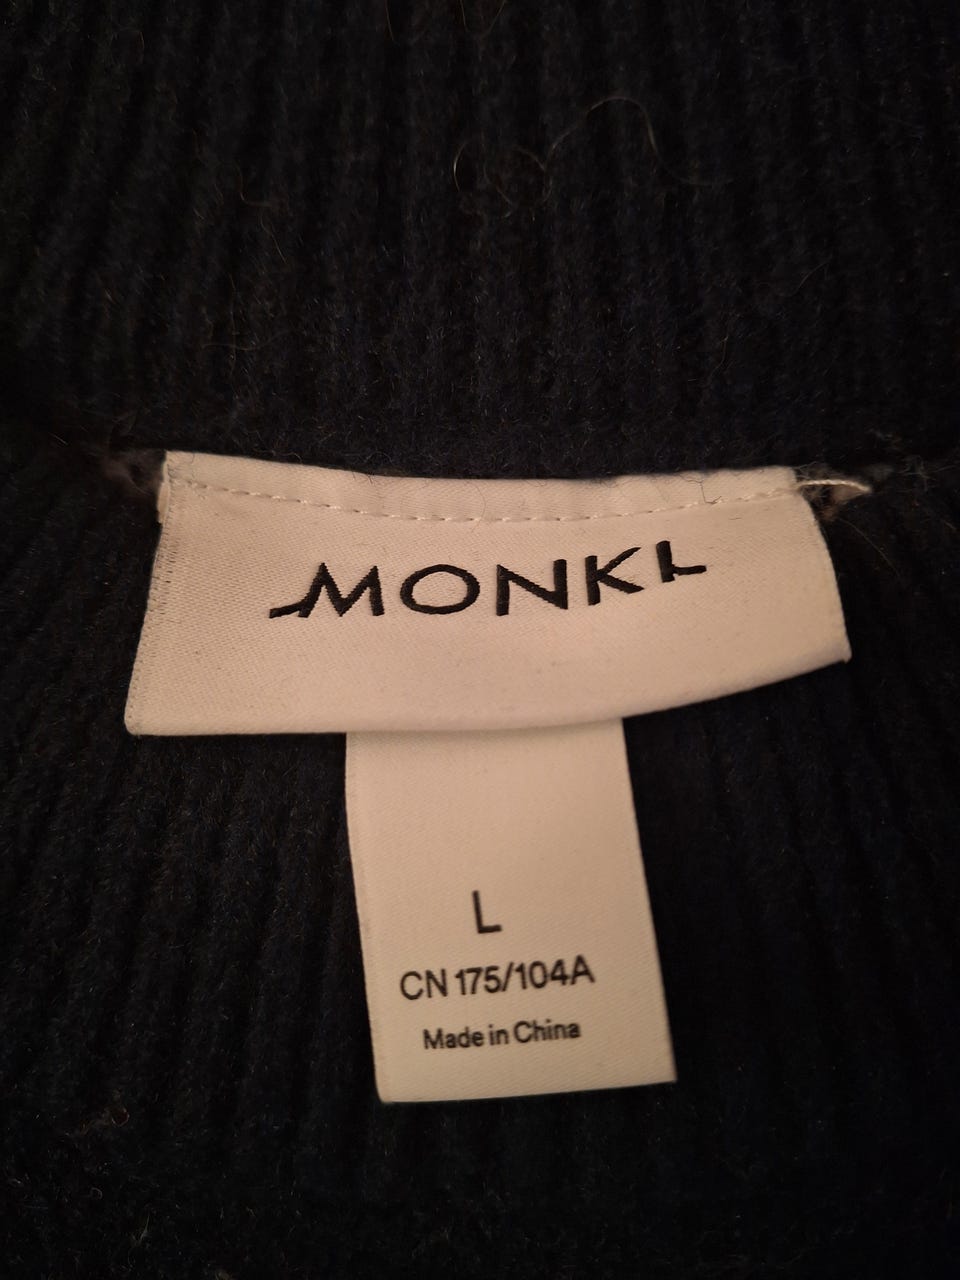 MONKI
L
CN 175/104A
Made in China